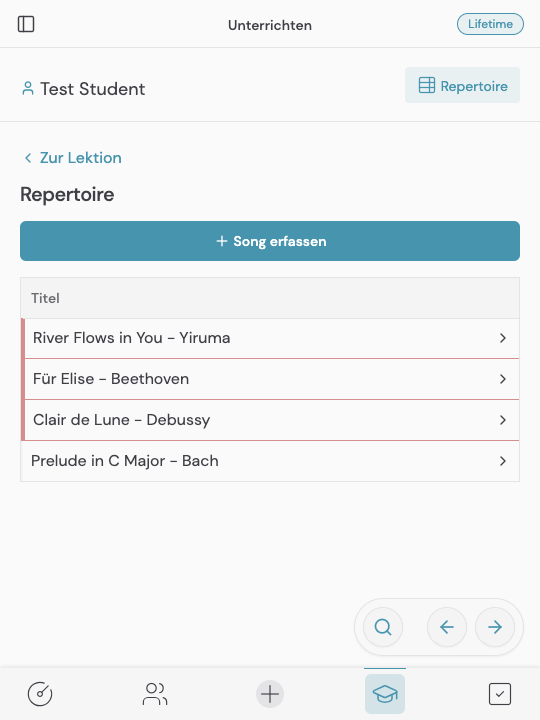 Unterrichten
Lifetime
Test Student
Repertoire
Zur Lektion
Repertoire
Song erfassen
Titel
River Flows in You - Yiruma
Für Elise - Beethoven
Clair de Lune - Debussy
Prelude in C Major - Bach